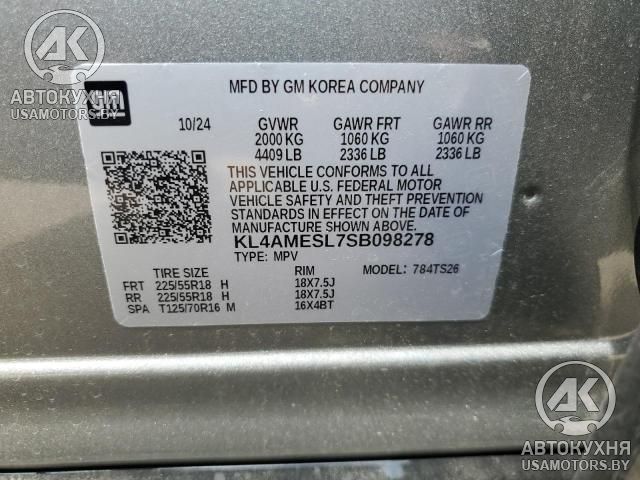 AK
АВТОКУХНЯ
USAMOTORS.BY
GM
MFD BY GM KOREA COMPANY
10/24 GVWR GAWR FRT GAWR RR
2000 KG 1060 KG 1060 KG
4409 LB 2336 LB 2336 LB
THIS VEHICLE CONFORMS TO ALL
APPLICABLE U.S. FEDERAL MOTOR
VEHICLE SAFETY AND THEFT PREVENTION
STANDARDS IN EFFECT ON THE DATE OF
MANUFACTURE SHOWN ABOVE.
KL4AMESL7SB098278
TYPE: MPV MODEL: 784TS26
TIRE SIZE RIM
FRT 225/55R18 H 18X7.5J
RR 225/55R18 H 18X7.5J
SPA T125/70R16 M 16X4BT
AK
АВТОКУХНЯ
USAMOTORS.BY